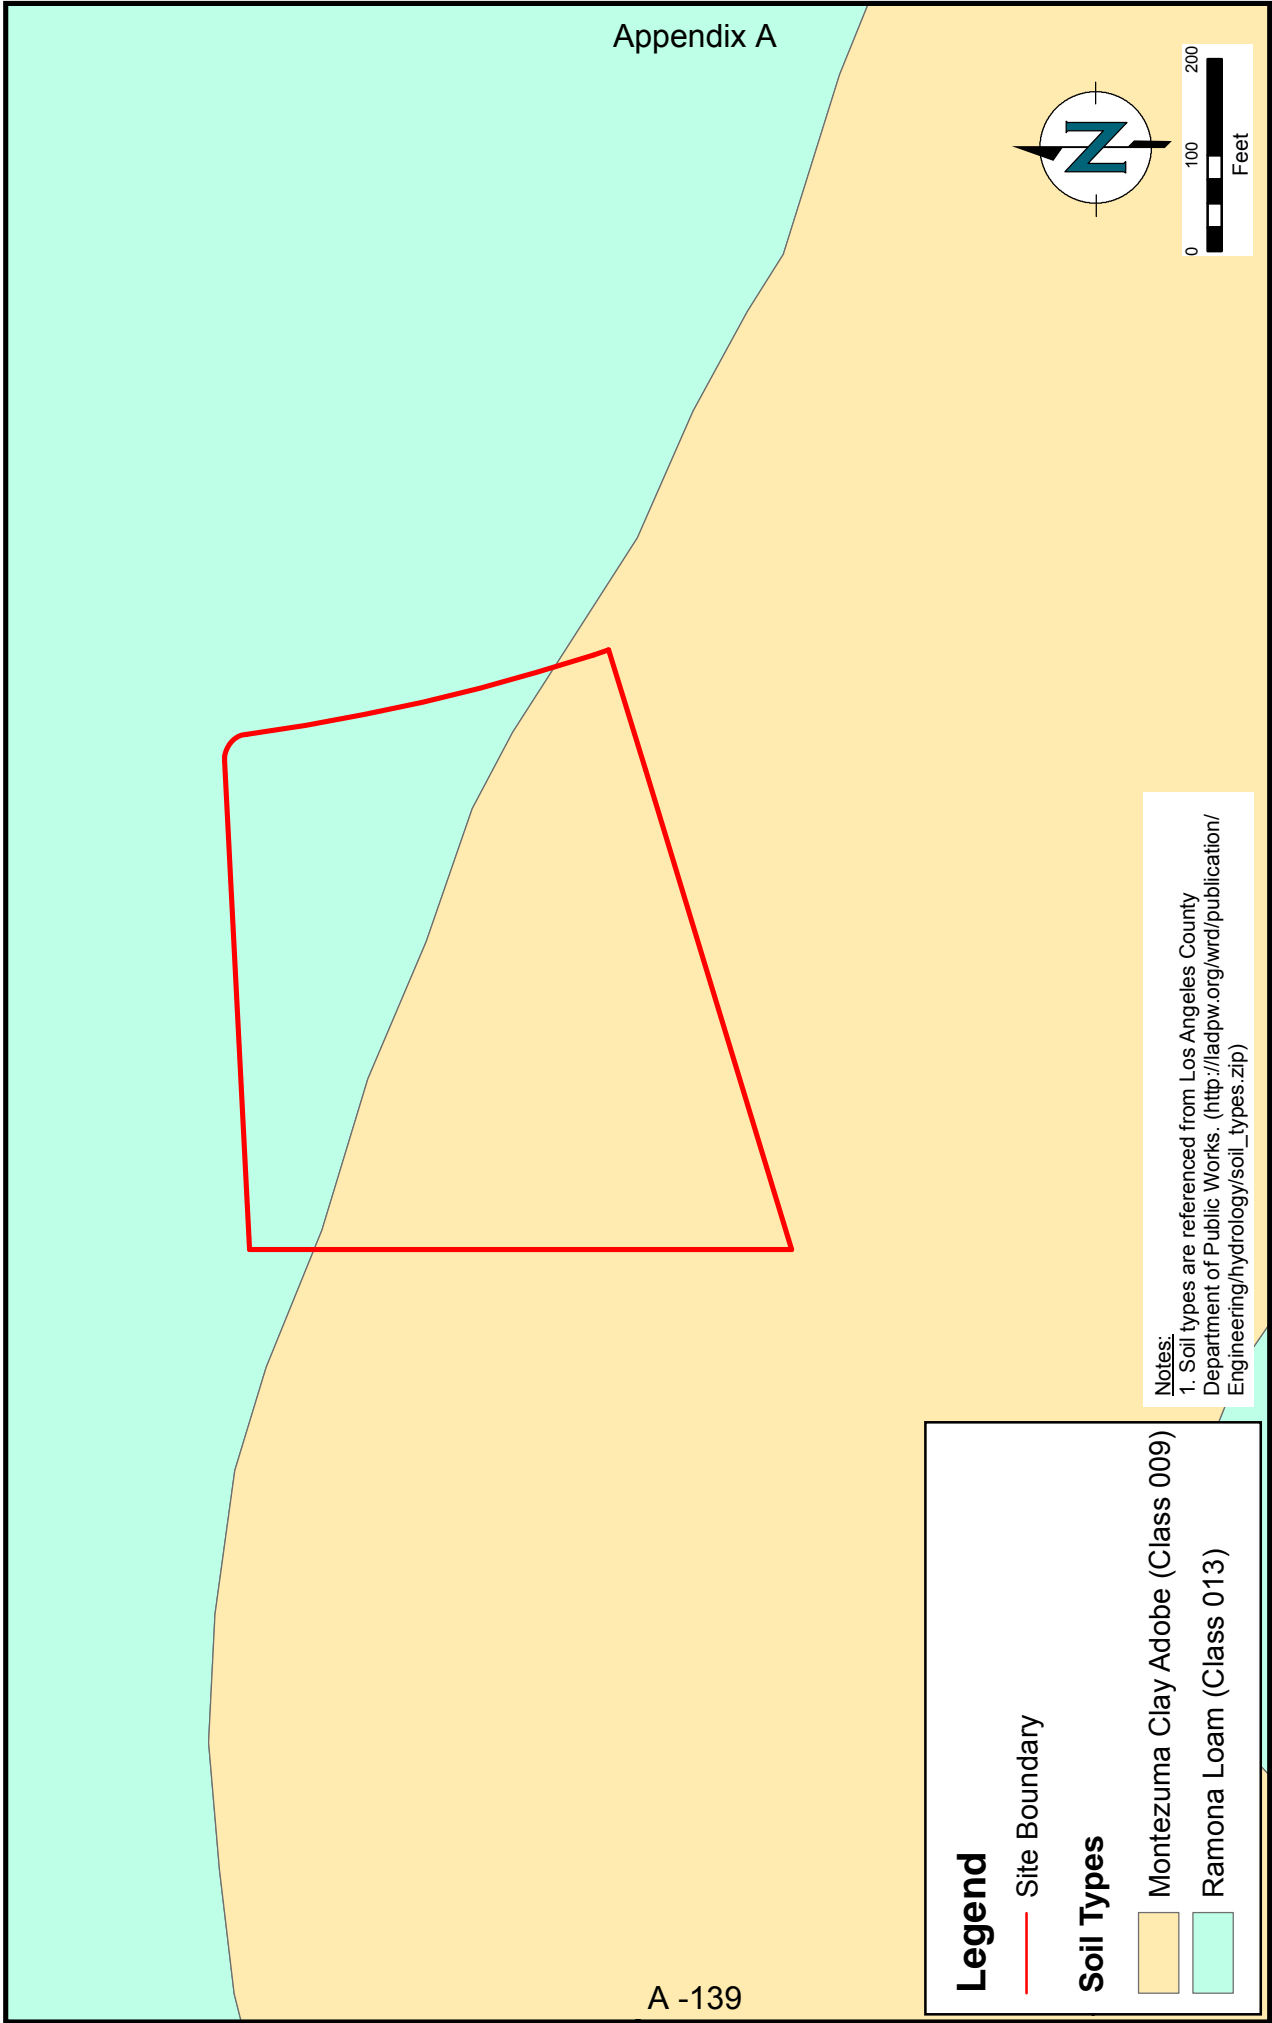 Appendix A
N
0 100 200
Feet
Notes:
1. Soil types are referenced from Los Angeles County
Department of Public Works. (http://ladpw.org/wrd/publication/
Engineering/hydrology/soil_types.zip)
Legend
Site Boundary
Soil Types
Montezuma Clay Adobe (Class 009)
Ramona Loam (Class 013)
A -139